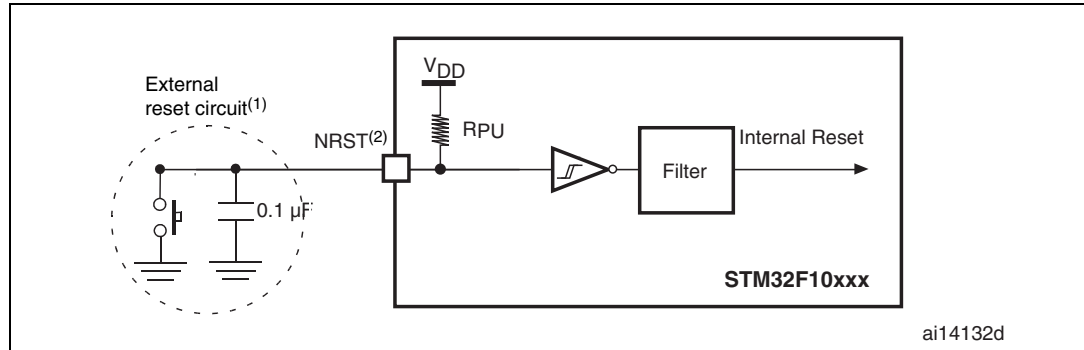 External
reset circuit(1)
VDD
NRST(2)
RPU
Internal Reset
Filter
0.1 µF
STM32F10xxx
ai14132d